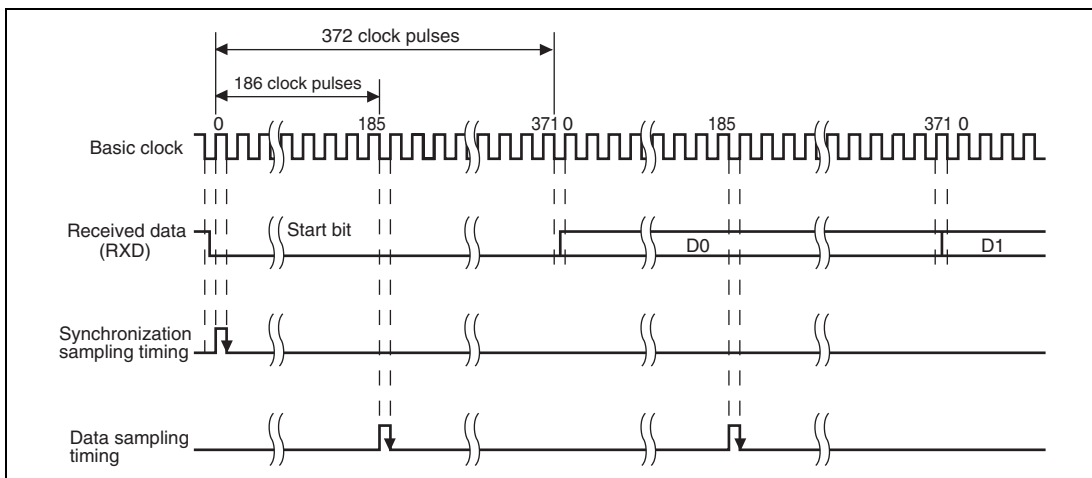 372 clock pulses
186 clock pulses
0 185 371 0 185 371 0
Basic clock
Received data
(RXD)
Start bit
D0
D1
Synchronization
sampling timing
Data sampling
timing